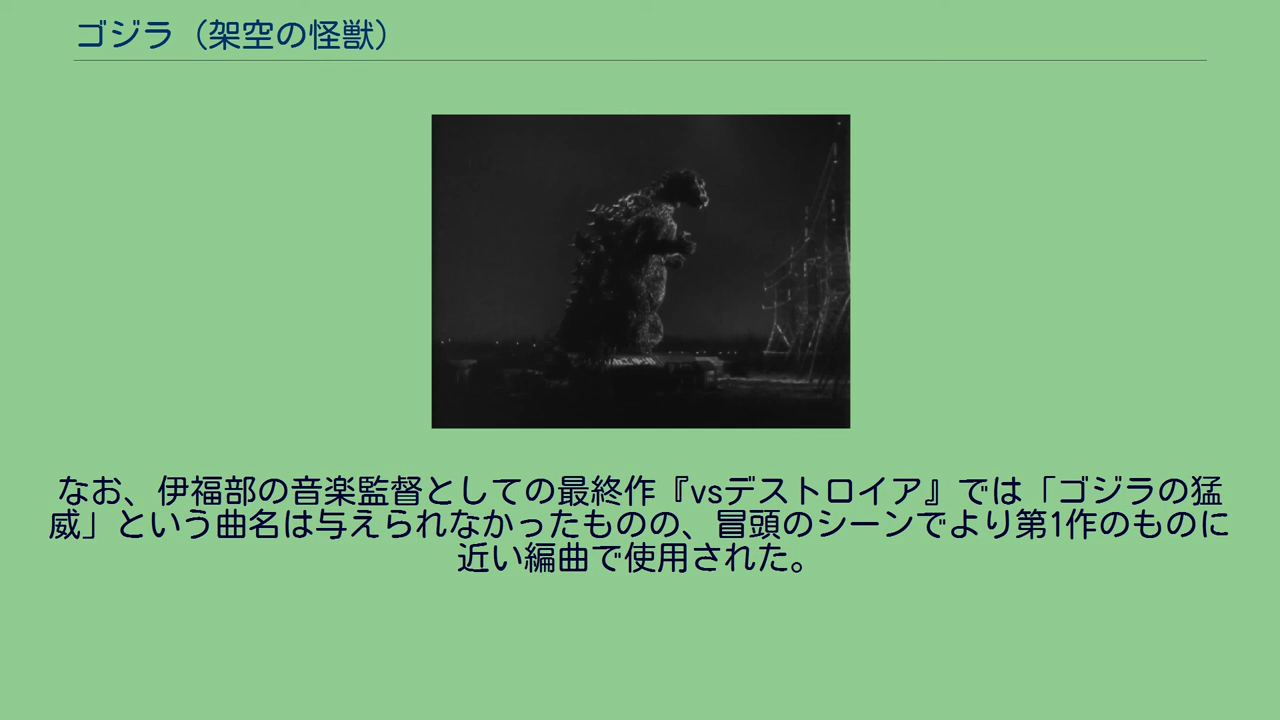 ゴジラ（架空の怪獣）
なお、伊福部の音楽監督としての最終作『vsデストロイア』では「ゴジラの猛
威」という曲名は与えられなかったものの、冒頭のシーンでより第1作のものに
近い編曲で使用された。